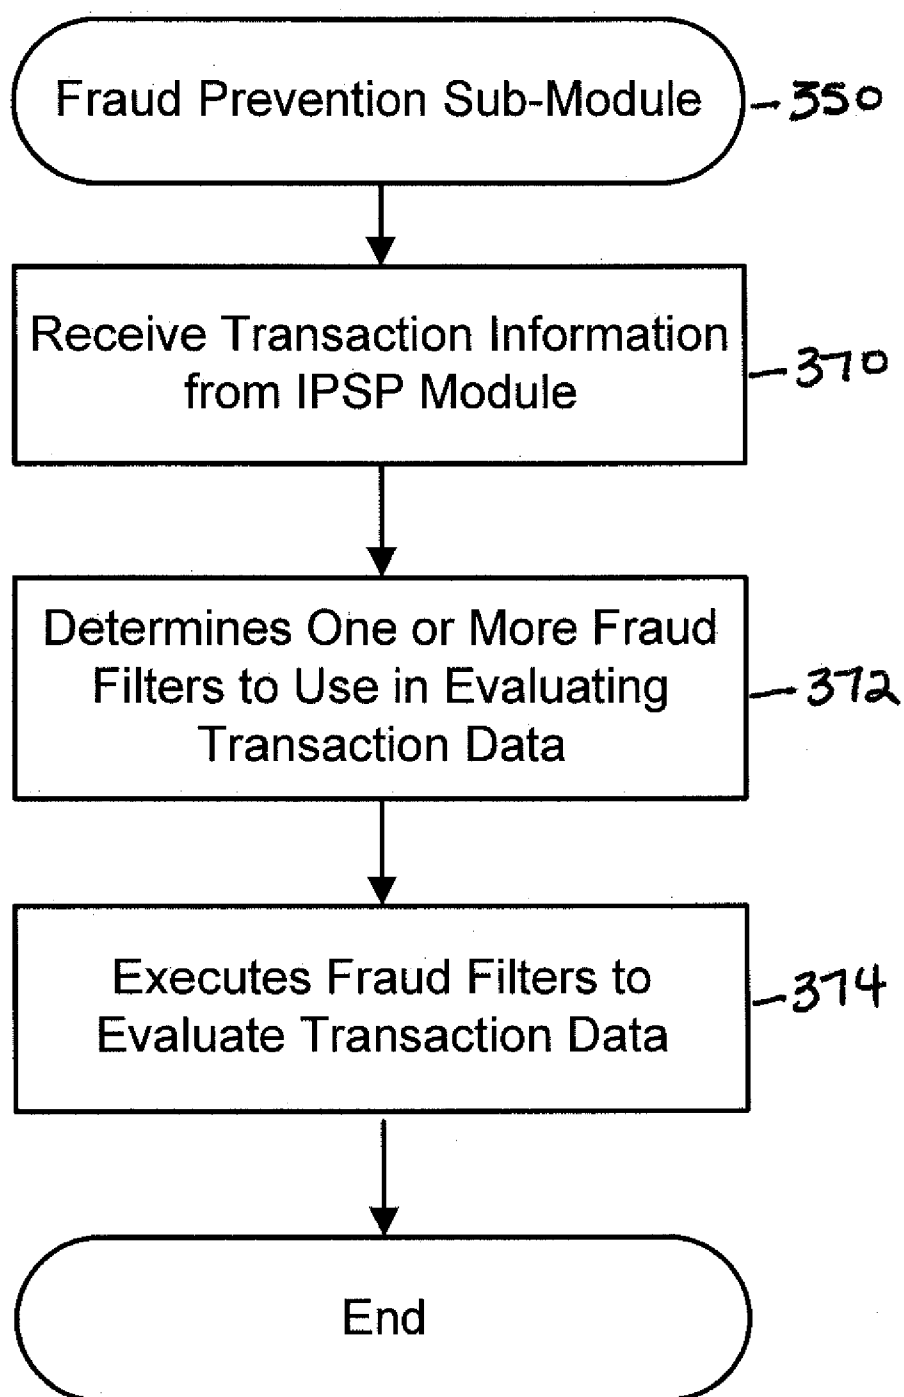 Fraud Prevention Sub-Module
350
Receive Transaction Information
from IPSP Module
370
Determines One or More Fraud
Filters to Use in Evaluating
Transaction Data
372
Executes Fraud Filters to
Evaluate Transaction Data
374
End